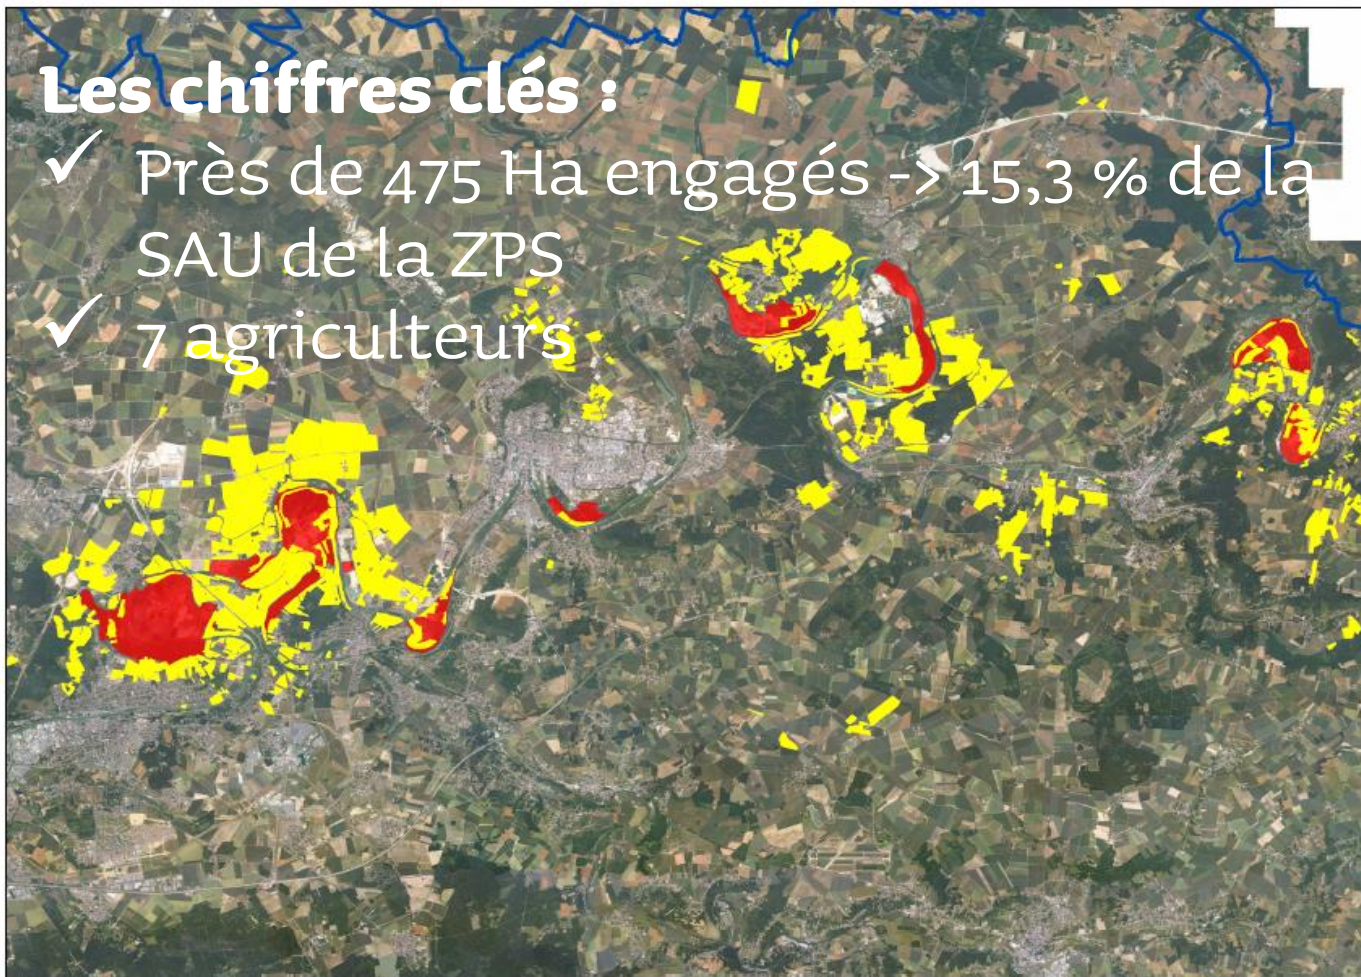 Les chiffres clés :
✓ Près de 475 Ha engagés -> 15,3 % de la
SAU de la ZPS
✓ 7 agriculteurs